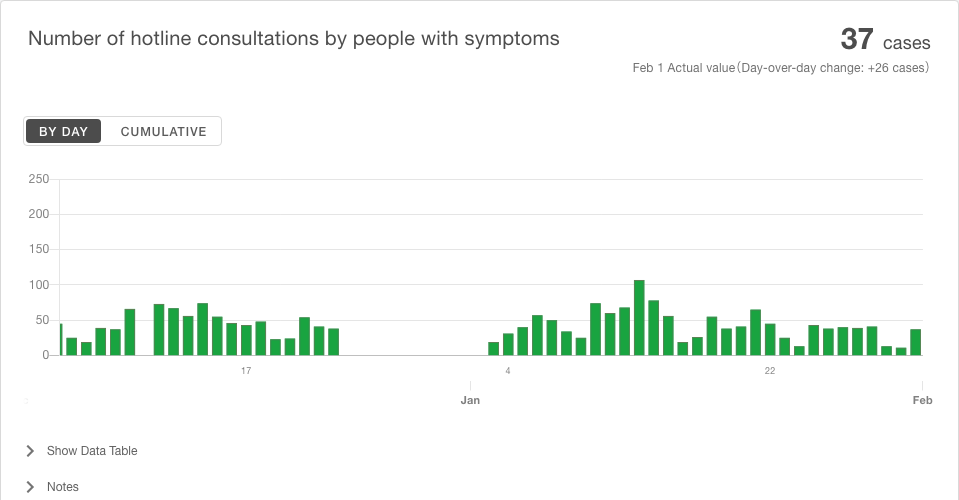 Number of hotline consultations by people with symptoms
37 cases
Feb 1 Actual value(Day-over-day change: +26 cases)
BY DAY CUMULATIVE
250
200
150
100
50
0
17 4 22
Jan Feb
Show Data Table
Notes